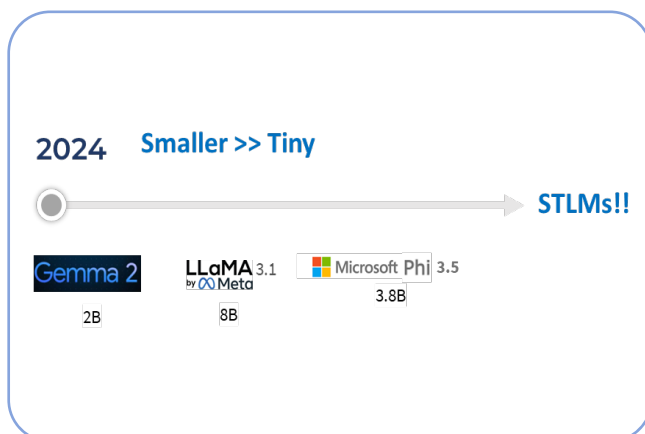 2024 Smaller >> Tiny
STLMs!!
Gemma 2
LLaMA 3.1
by Meta
Microsoft Phi 3.5
2B
8B
3.8B